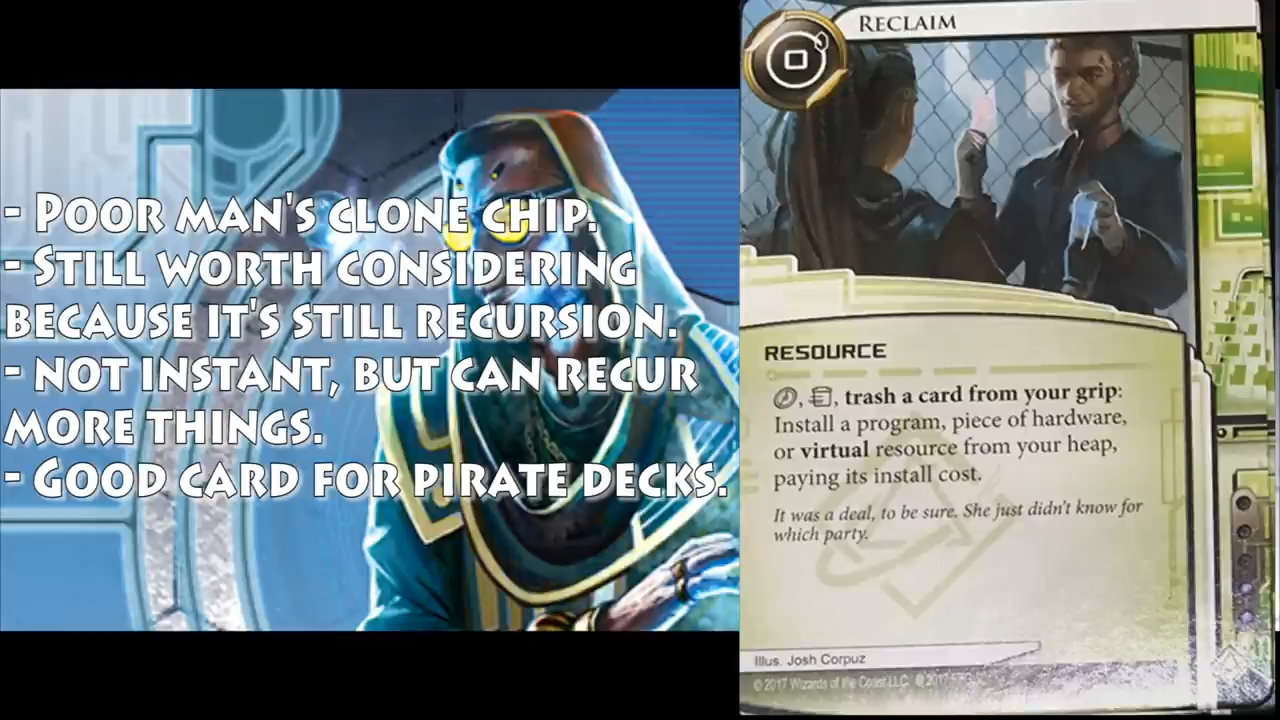 - Poor man's clone chip.
- Still worth considering
because it's still recursion.
- not instant, but can recur
more things.
- Good card for pirate decks.
Reclaim
RESOURCE
, , trash a card from your grip:
Install a program, piece of hardware,
or virtual resource from your heap,
paying its install cost.
It was a deal, to be sure. She just didn't know for
which party.
Illus. Josh Corpuz
© 2017 Wizards of the Coast LLC. © 2017